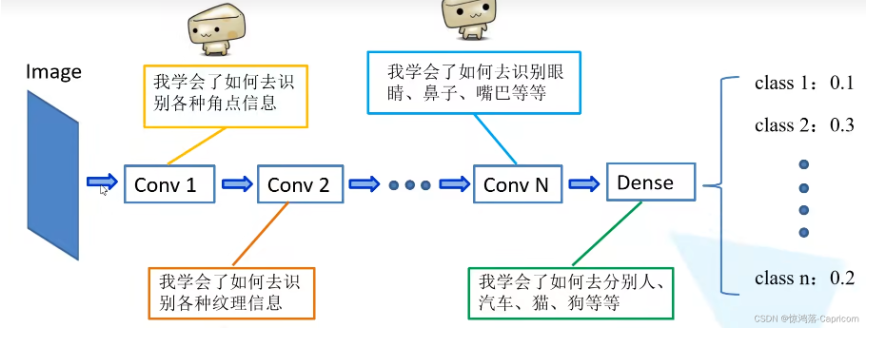 Image
我学会了如何去识
别各种角点信息
我学会了如何去识别眼
睛、鼻子、嘴巴等等
Conv 1
Conv 2
Conv N
Dense
我学会了如何去识
别各种纹理信息
我学会了如何去分别人、
汽车、猫、狗等等
class 1：0.1
class 2：0.3
class n：0.2
CSDN @惊鸿落-Capricorn